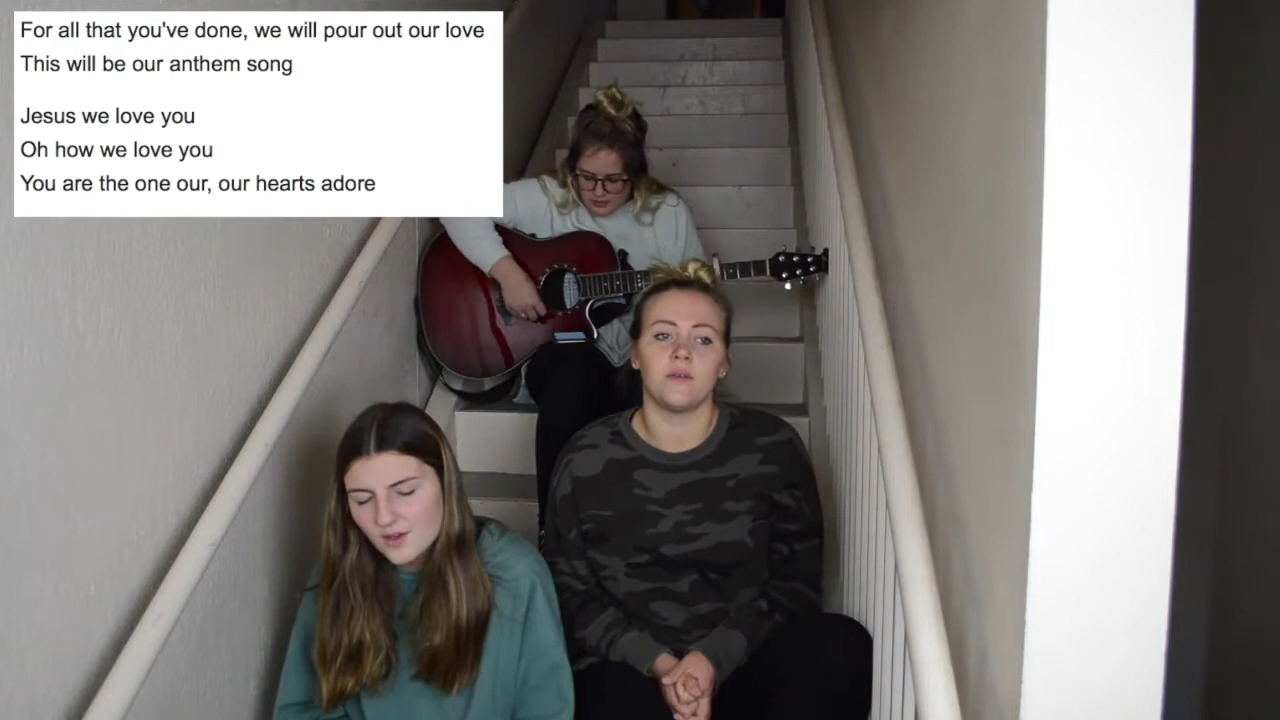 For all that you've done, we will pour out our love
This will be our anthem song
Jesus we love you
Oh how we love you
You are the one our, our hearts adore